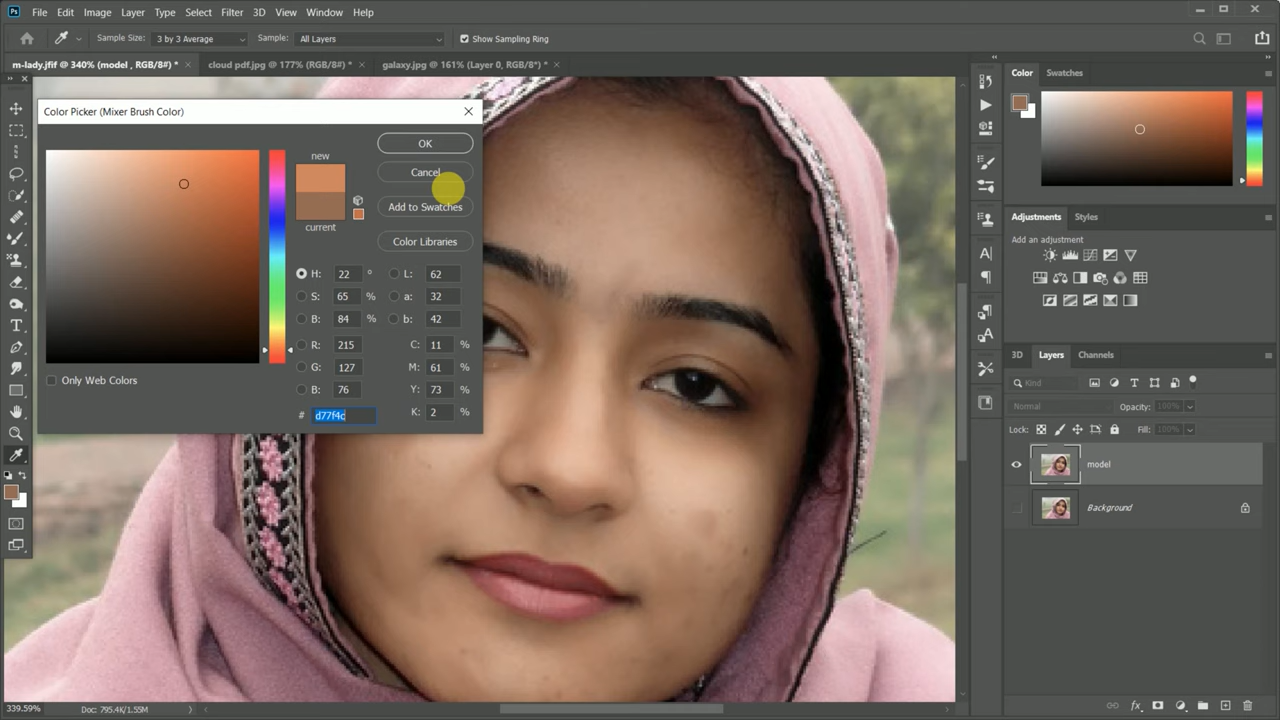 Ps File Edit Image Layer Type Select Filter 3D View Window Help
Sample Size: 3 by 3 Average Sample: All Layers Show Sampling Ring
m-lady.jfif @ 340% (model , RGB/8#) * × cloud pdf.jpg @ 177% (RGB/8#) * × galaxy.jpg @ 161% (Layer 0, RGB/8*) * ×
Color Picker (Mixer Brush Color)
new
current
OK
Cancel
Add to Swatches
Color Libraries
H: 22 ° L: 62
S: 65 % a: 32
B: 84 % b: 42
R: 215 C: 11 %
G: 127 M: 61 %
B: 76 Y: 73 %
# d77f4c K: 2 %
Only Web Colors
Color Swatches
Adjustments Styles
Add an adjustment
3D Layers Channels
Kind
Normal Opacity: 100%
Lock: Fill: 100%
model
Background
339.59% Doc: 795.4K/1.55M